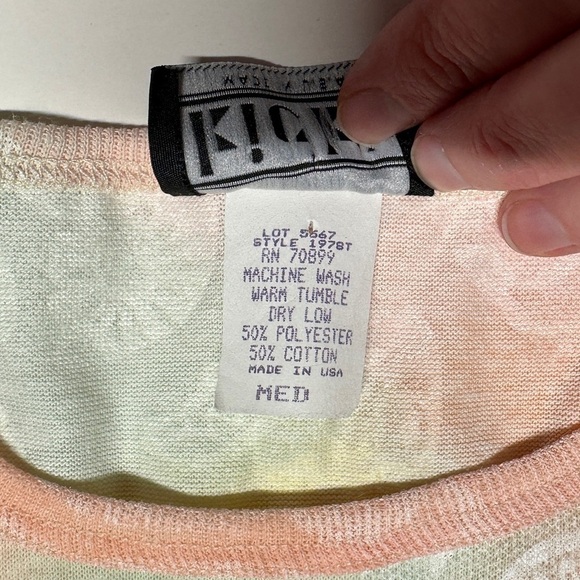 LOT 5567
STYLE 1978T
RN 70899
MACHINE WASH
WARM TUMBLE
DRY LOW
50% POLYESTER
50% COTTON
MADE IN USA
MED